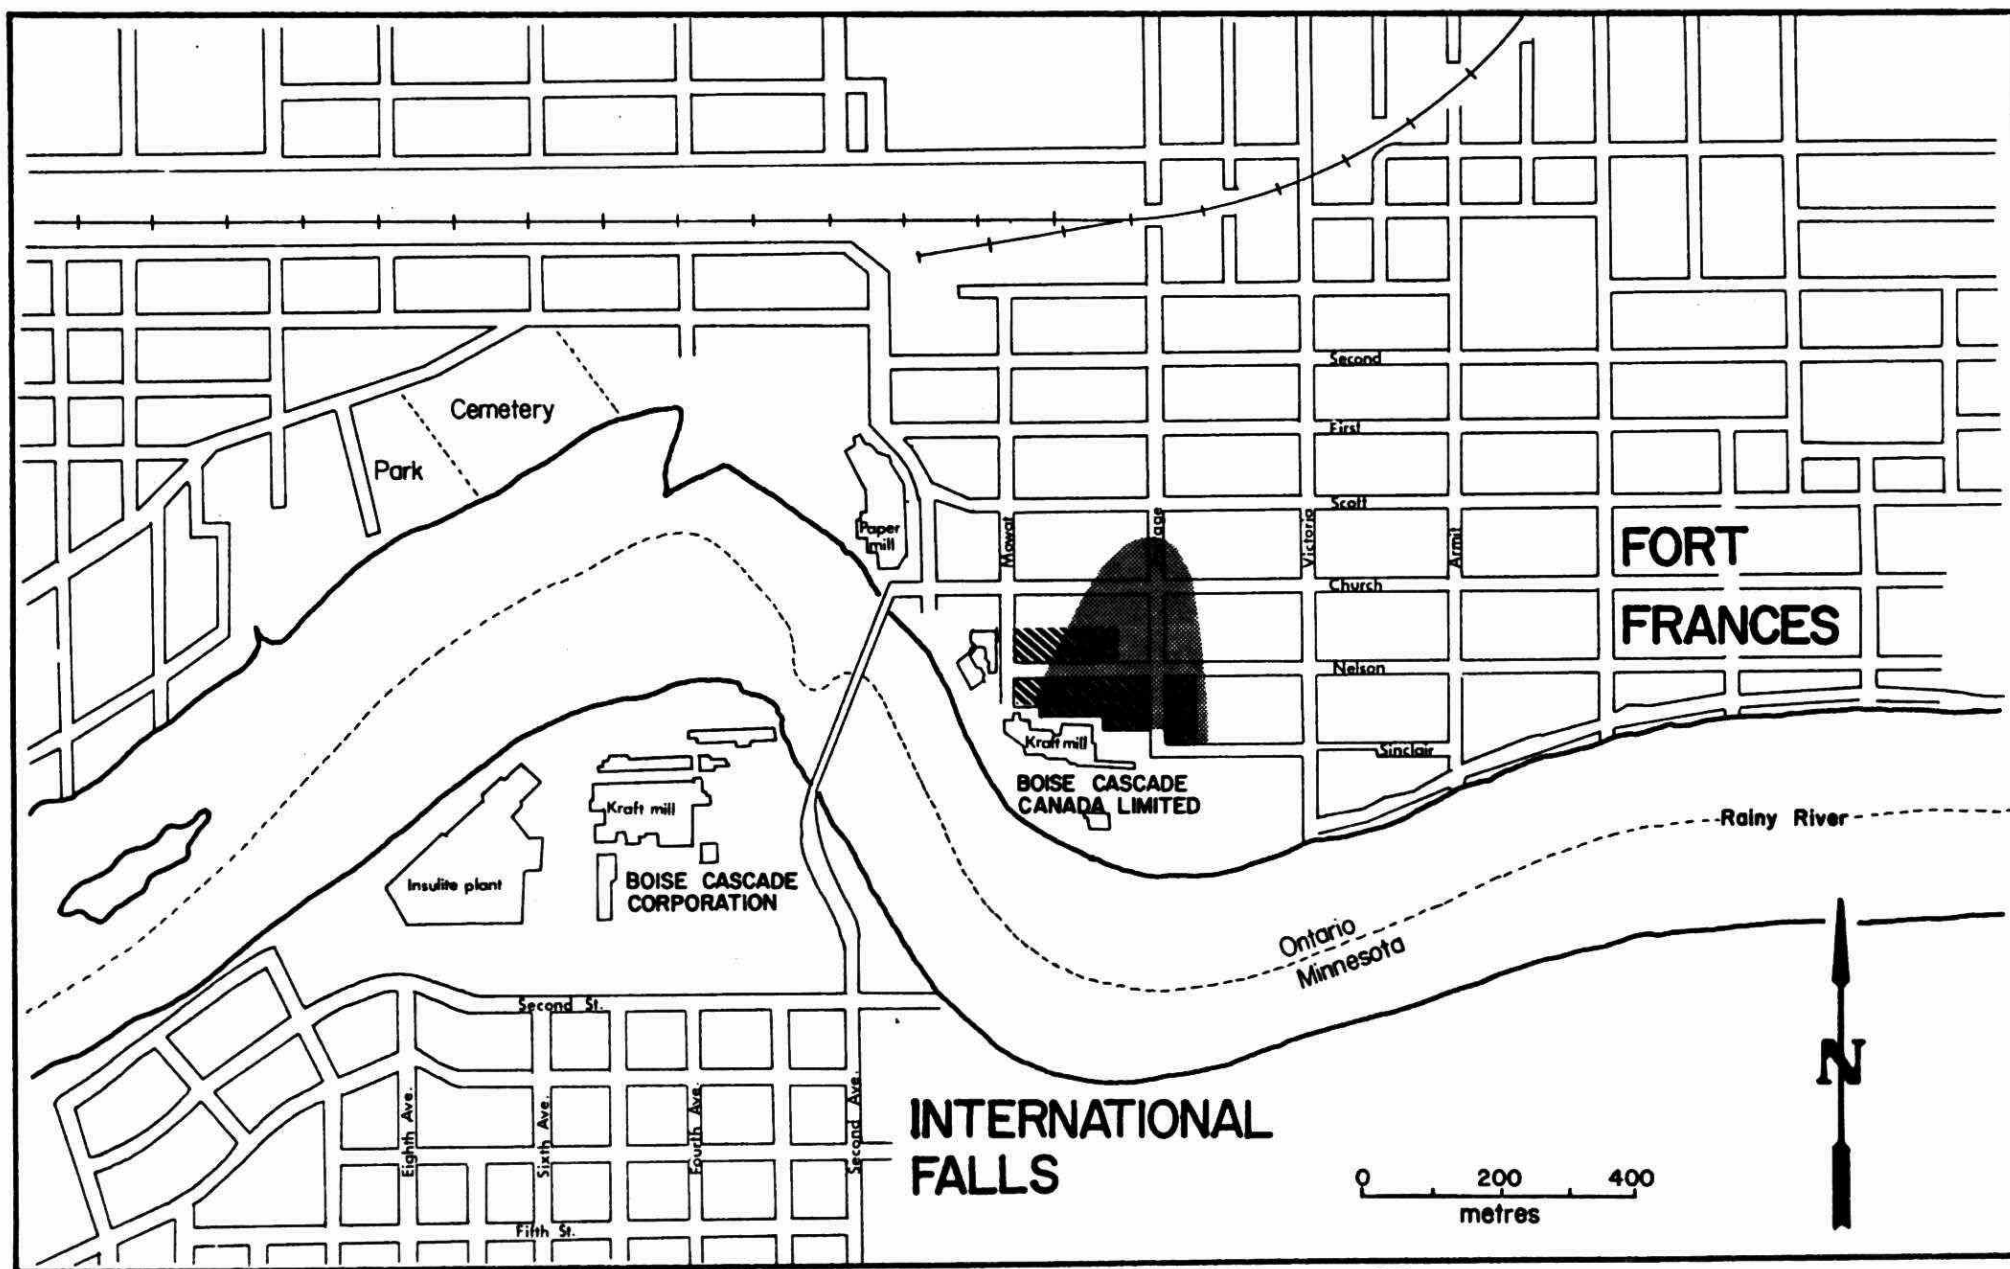 Second
Cemetery
First
Park
Scott
Paper
mill
Mowat
Victoria
Armit
FORT
FRANCES
Church
Nelson
Kraft mill
Sinclair
BOISE CASCADE
CANADA LIMITED
Kraft mill
Rainy River
Insulite plant
BOISE CASCADE
CORPORATION
Ontario
Minnesota
Second St.
N
Eighth Ave.
Sixth Ave.
Fourth Ave.
Second Ave.
INTERNATIONAL
FALLS
0 200 400
metres
Fifth St.